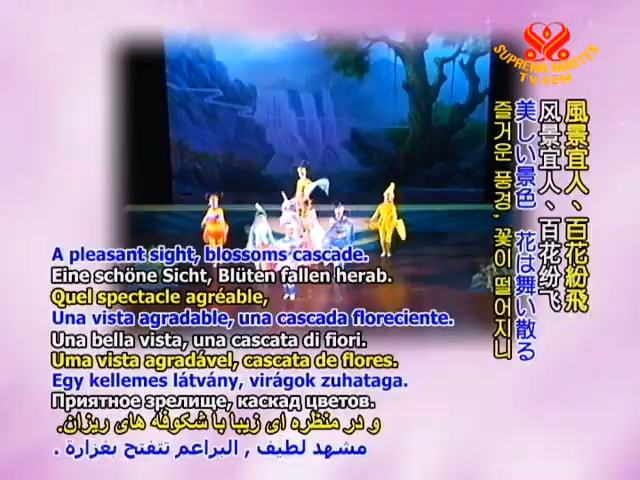 SUPREME MASTER
TV.COM
風景宜人、百花紛飛
风景宜人、百花纷飞
美しい景色 花は舞い散る
즐거운 풍경, 꽃이 떨어지니
A pleasant sight, blossoms cascade.
Eine schöne Sicht, Blüten fallen herab.
Quel spectacle agréable,
Una vista agradable, una cascada floreciente.
Una bella vista, una cascata di fiori.
Uma vista agradável, cascata de flores.
Egy kellemes látvány, virágok zuhataga.
Приятное зрелище, каскад цветов.
و در منظره ای زیبا با شکوفه های ریزان.
مشهد لطيف , البراعم تتفتح بغزارة .